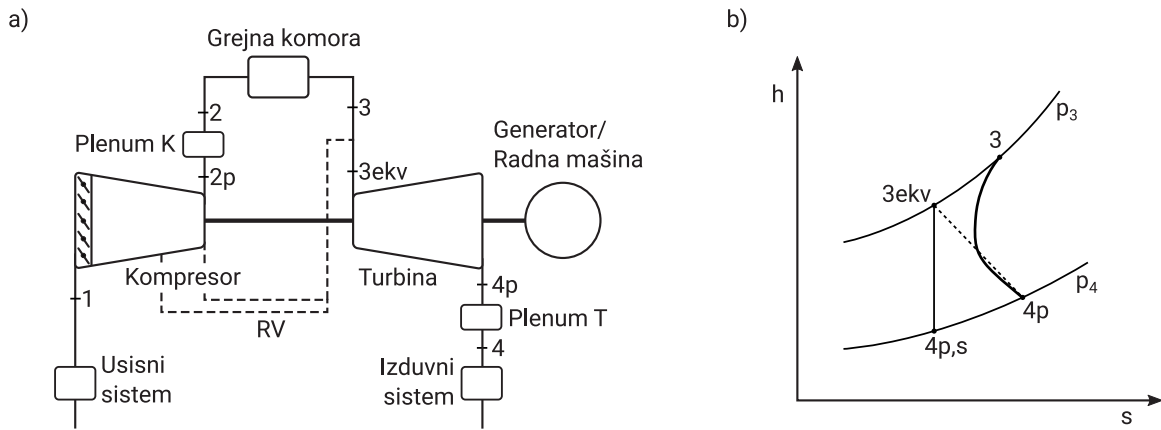 a)
Grejna komora
2
3
Plenum K
2p
3ekv
Generator/
Radna mašina
Kompresor
Turbina
1
RV
4p
Plenum T
4
Usisni
sistem
Izduvni
sistem
b)
h
p3
3
3ekv
p4
4p
4p,s
s